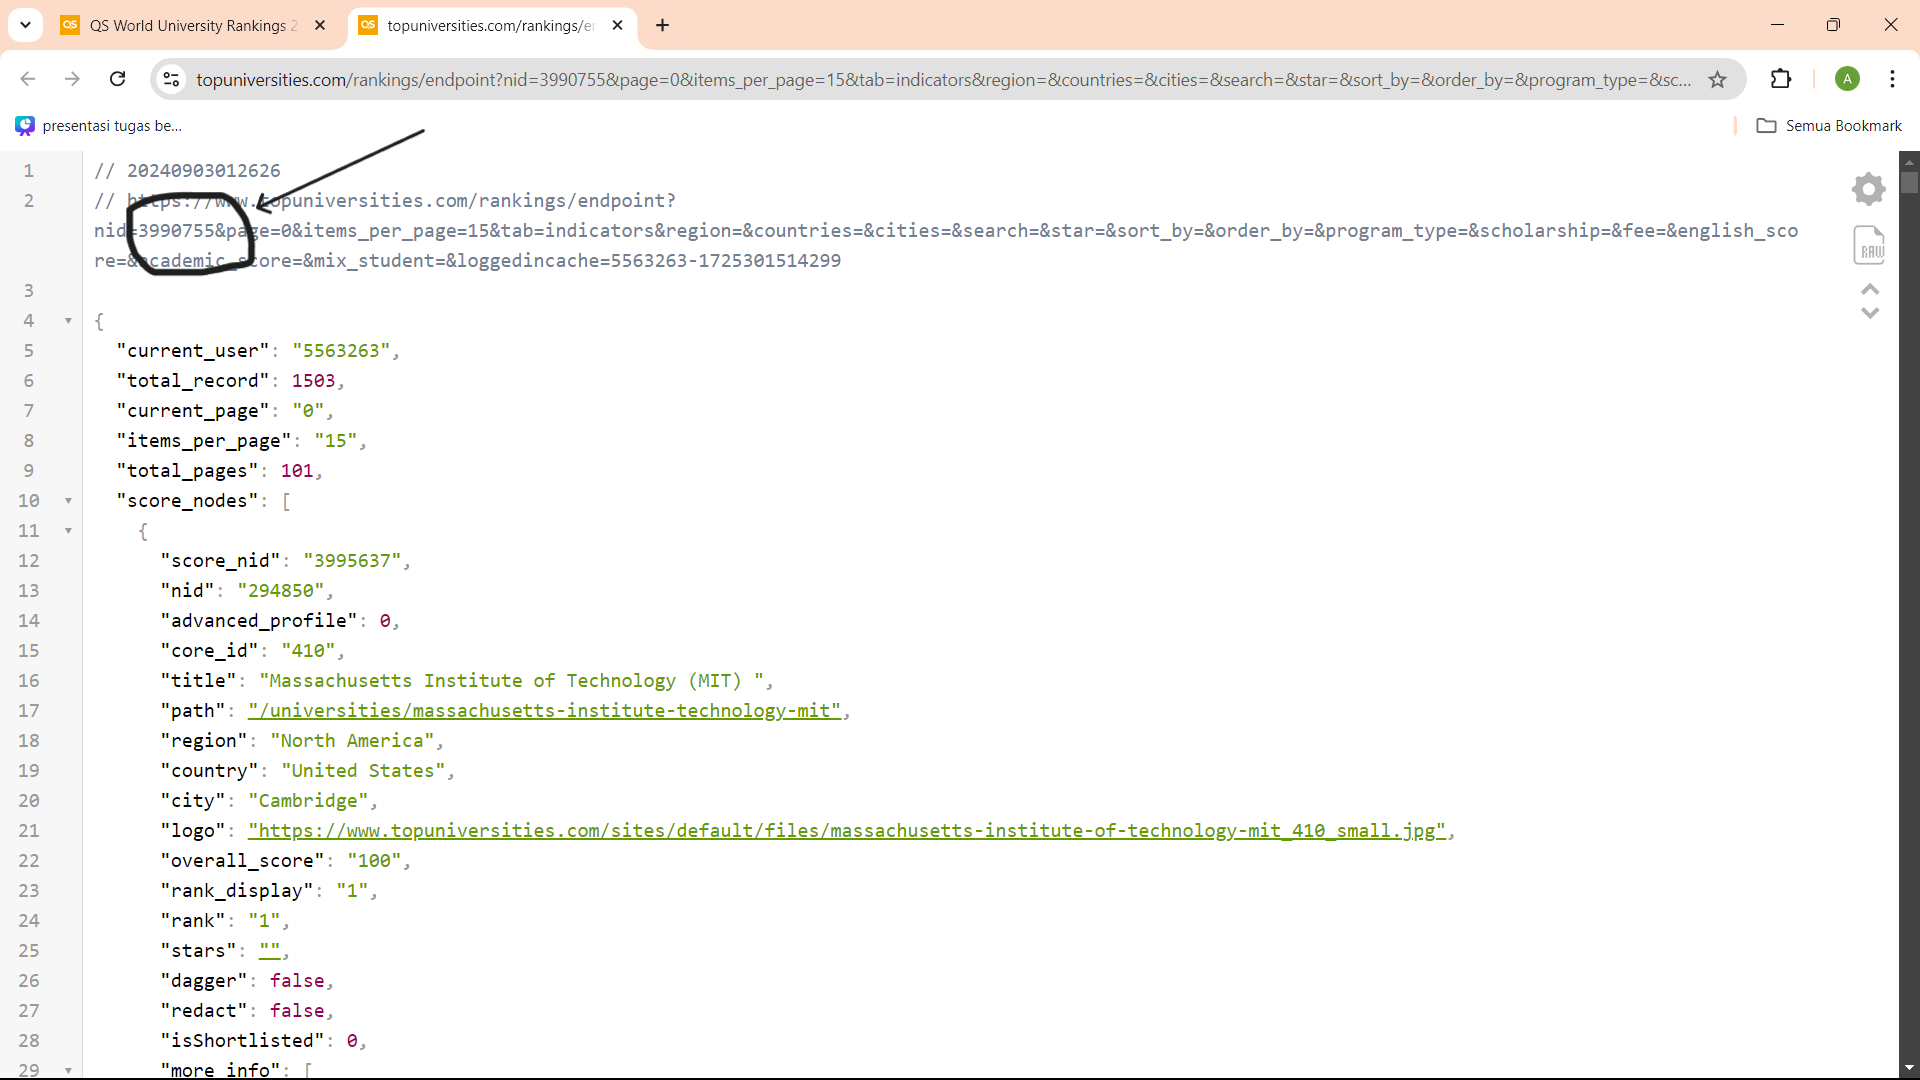 QS World University Rankings 2
topuniversities.com/rankings/en
topuniversities.com/rankings/endpoint?nid=3990755&page=0&items_per_page=15&tab=indicators&region=&countries=&cities=&search=&star=&sort_by=&order_by=&program_type=&sc...
A
presentasi tugas be...
Semua Bookmark
1 // 20240903012626
2 // https://www.topuniversities.com/rankings/endpoint?
nid=3990755&page=0&items_per_page=15&tab=indicators&region=&countries=&cities=&search=&star=&sort_by=&order_by=&program_type=&scholarship=&fee=&english_sco
re=&academic_score=&mix_student=&loggedincache=5563263-1725301514299
RAW
3
4 {
5 "current_user": "5563263",
6 "total_record": 1503,
7 "current_page": "0",
8 "items_per_page": "15",
9 "total_pages": 101,
10 "score_nodes": [
11 {
12 "score_nid": "3995637",
13 "nid": "294850",
14 "advanced_profile": 0,
15 "core_id": "410",
16 "title": "Massachusetts Institute of Technology (MIT) ",
17 "path": "/universities/massachusetts-institute-technology-mit",
18 "region": "North America",
19 "country": "United States",
20 "city": "Cambridge",
21 "logo": "https://www.topuniversities.com/sites/default/files/massachusetts-institute-of-technology-mit_410_small.jpg",
22 "overall_score": "100",
23 "rank_display": "1",
24 "rank": "1",
25 "stars": "",
26 "dagger": false,
27 "redact": false,
28 "isShortlisted": 0,
29 "more_info": [